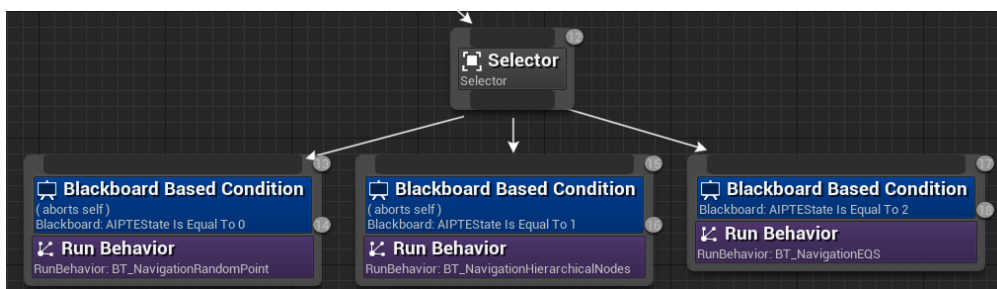 12
Selector
Selector
13
Blackboard Based Condition
( aborts self )
Blackboard: AIPTEState Is Equal To 0
14
Run Behavior
RunBehavior: BT_NavigationRandomPoint
15
Blackboard Based Condition
( aborts self )
Blackboard: AIPTEState Is Equal To 1
16
Run Behavior
RunBehavior: BT_NavigationHierarchicalNodes
17
Blackboard Based Condition
Blackboard: AIPTEState Is Equal To 2
18
Run Behavior
RunBehavior: BT_NavigationEQS